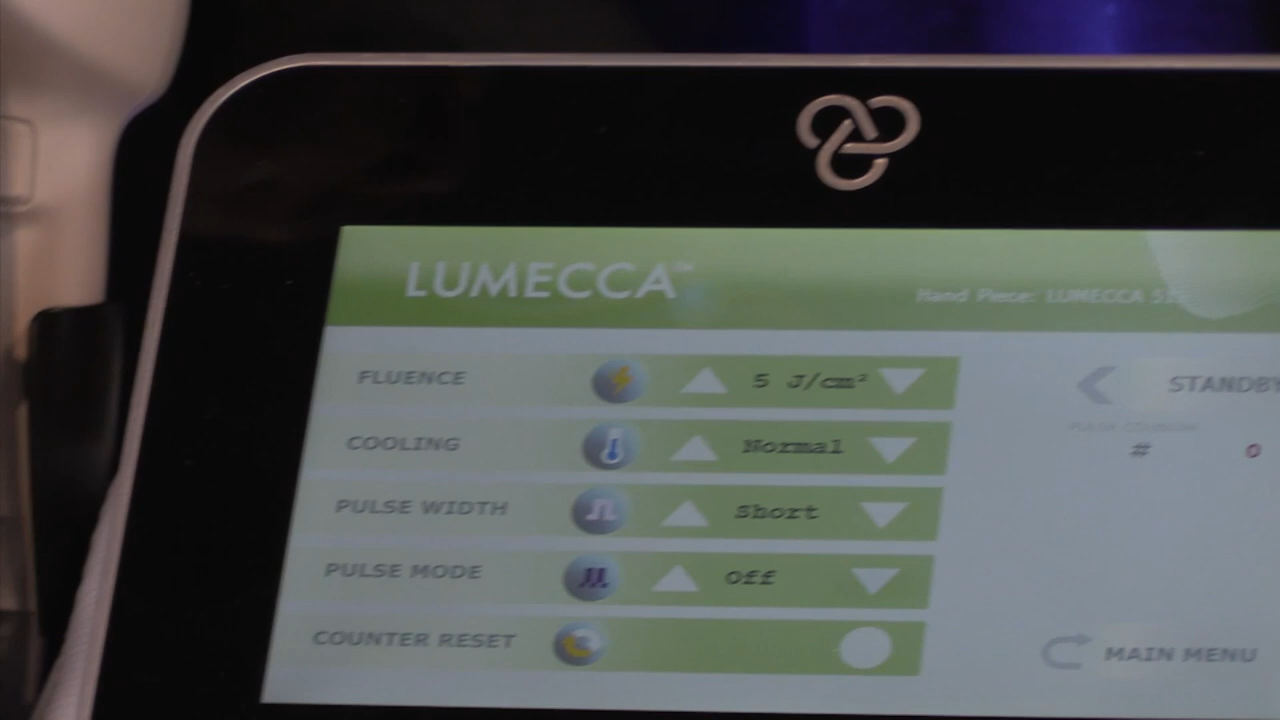 LUMECCA™
Hand Piece: LUMECCA
FLUENCE 5 J/cm²
STANDBY
COOLING Normal
# 0
PULSE WIDTH Short
PULSE MODE Off
COUNTER RESET
MAIN MENU